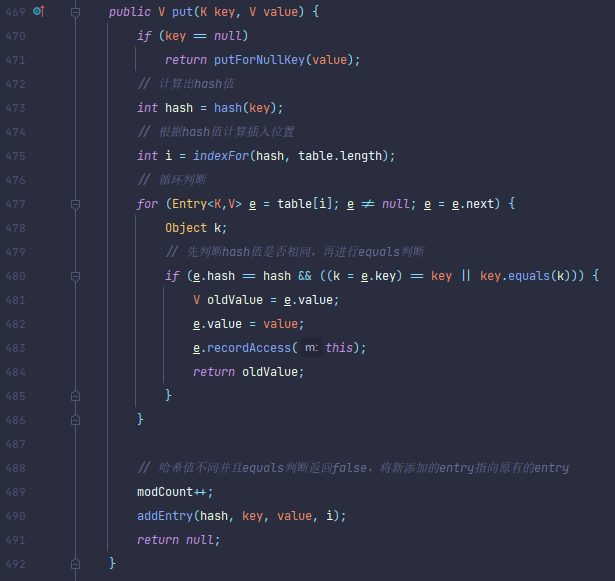 469 public V put(K key, V value) {
470 if (key == null)
471 return putForNullKey(value);
472 // 计算出hash值
473 int hash = hash(key);
474 // 根据hash值计算插入位置
475 int i = indexFor(hash, table.length);
476 // 循环判断
477 for (Entry<K,V> e = table[i]; e != null; e = e.next) {
478 Object k;
479 // 先判断hash值是否相同，再进行equals判断
480 if (e.hash == hash && ((k = e.key) == key || key.equals(k))) {
481 V oldValue = e.value;
482 e.value = value;
483 e.recordAccess( m: this);
484 return oldValue;
485 }
486 }
487
488 // 哈希值不同并且equals判断返回false，将新添加的entry指向原有的entry
489 modCount++;
490 addEntry(hash, key, value, i);
491 return null;
492 }